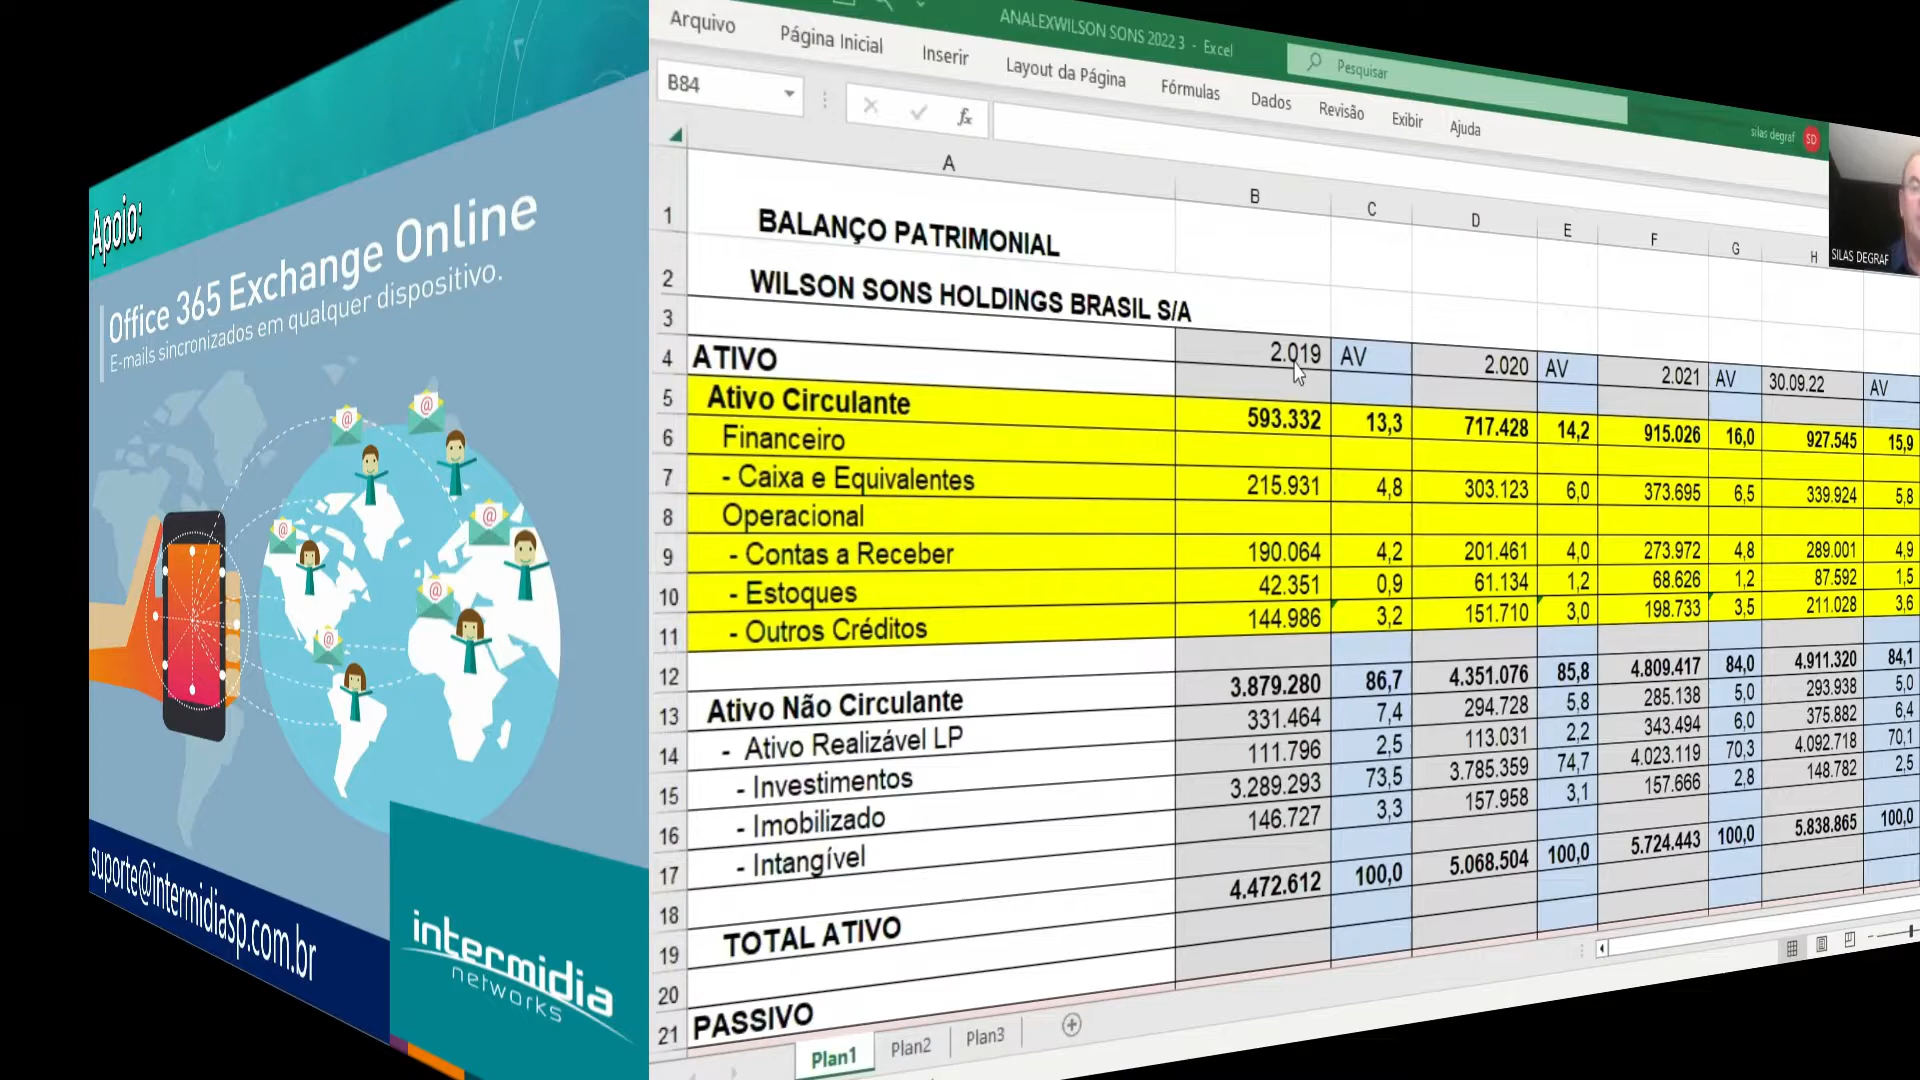 Apoio:
Office 365 Exchange Online
E-mails sincronizados em qualquer dispositivo.
suporte@intermidiasp.com.br
intermidia
networks
ANALEXWILSON SONS 2022 3 - Excel
Pesquisar
silas degraf SD
Arquivo Página Inicial Inserir Layout da Página Fórmulas Dados Revisão Exibir Ajuda
B84 fx
SILAS DEGRAF
A B C D E F G H
1 BALANÇO PATRIMONIAL
2 WILSON SONS HOLDINGS BRASIL S/A
3
4 ATIVO 2.019 AV 2.020 AV 2.021 AV 30.09.22 AV
5 Ativo Circulante 593.332 13,3 717.428 14,2 915.026 16,0 927.545 15,9
6 Financeiro
7 - Caixa e Equivalentes 215.931 4,8 303.123 6,0 373.695 6,5 339.924 5,8
8 Operacional
9 - Contas a Receber 190.064 4,2 201.461 4,0 273.972 4,8 289.001 4,9
10 - Estoques 42.351 0,9 61.134 1,2 68.626 1,2 87.592 1,5
11 - Outros Créditos 144.986 3,2 151.710 3,0 198.733 3,5 211.028 3,6
12
13 Ativo Não Circulante 3.879.280 86,7 4.351.076 85,8 4.809.417 84,0 4.911.320 84,1
14 - Ativo Realizável LP 331.464 7,4 294.728 5,8 285.138 5,0 293.938 5,0
15 - Investimentos 111.796 2,5 113.031 2,2 343.494 6,0 375.882 6,4
16 - Imobilizado 3.289.293 73,5 3.785.359 74,7 4.023.119 70,3 4.092.718 70,1
17 - Intangível 146.727 3,3 157.958 3,1 157.666 2,8 148.782 2,5
18
19 TOTAL ATIVO 4.472.612 100,0 5.068.504 100,0 5.724.443 100,0 5.838.865 100,0
20
21 PASSIVO
Plan1 Plan2 Plan3